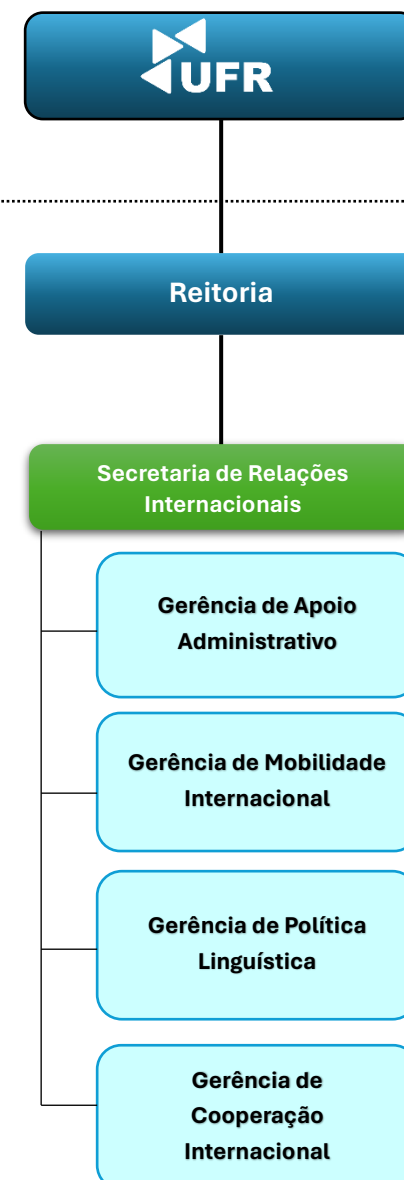 UFR
Reitoria
Secretaria de Relações
Internacionais
Gerência de Apoio
Administrativo
Gerência de Mobilidade
Internacional
Gerência de Política
Linguística
Gerência de
Cooperação
Internacional